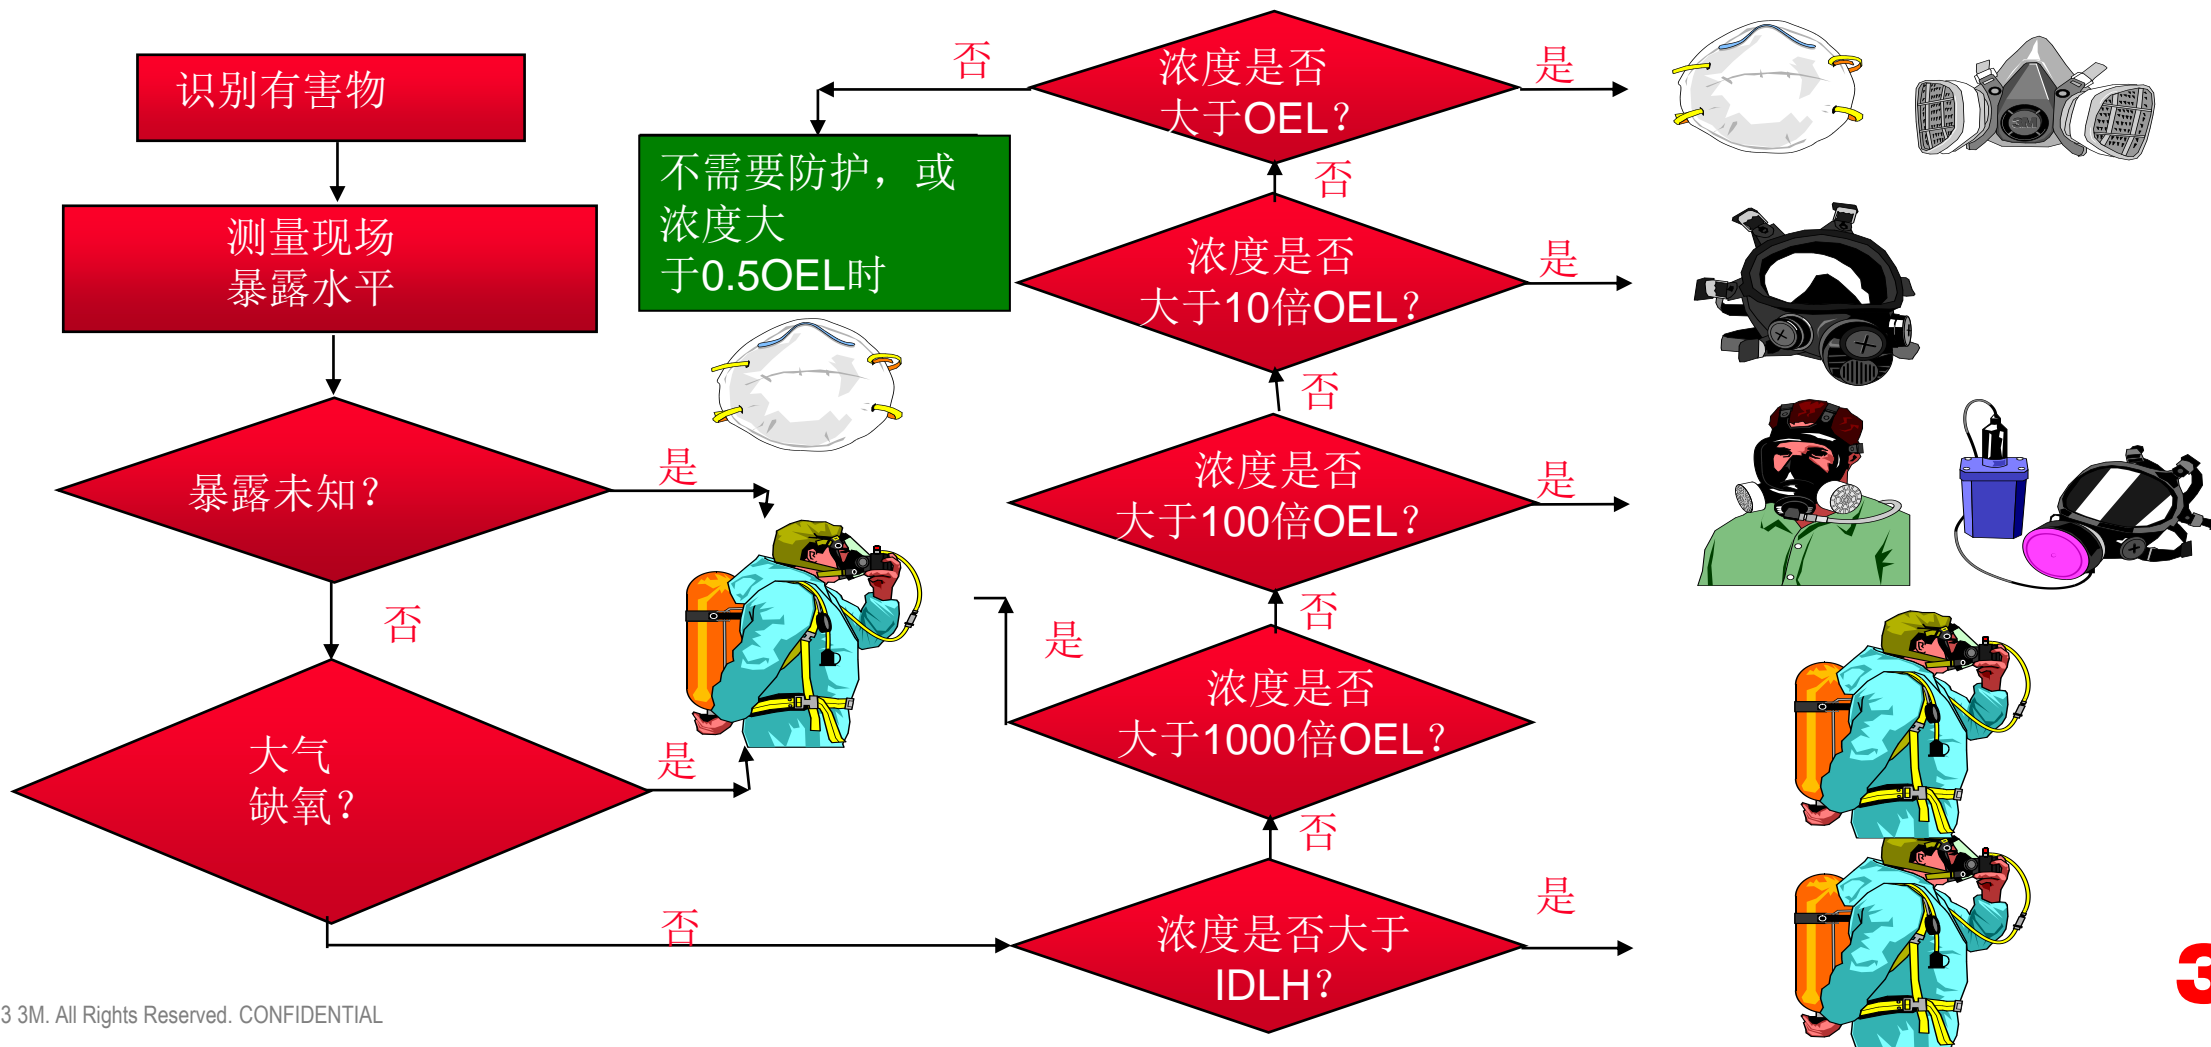 识别有害物
测量现场
暴露水平
暴露未知？
是
否
大气
缺氧？
是
否
浓度是否大于
IDLH？
是
否
浓度是否
大于1000倍OEL？
是
否
浓度是否
大于100倍OEL？
是
否
浓度是否
大于10倍OEL？
是
否
浓度是否
大于OEL？
是
否
不需要防护，或
浓度大
于0.5OEL时
3M
3 3M. All Rights Reserved. CONFIDENTIAL
3